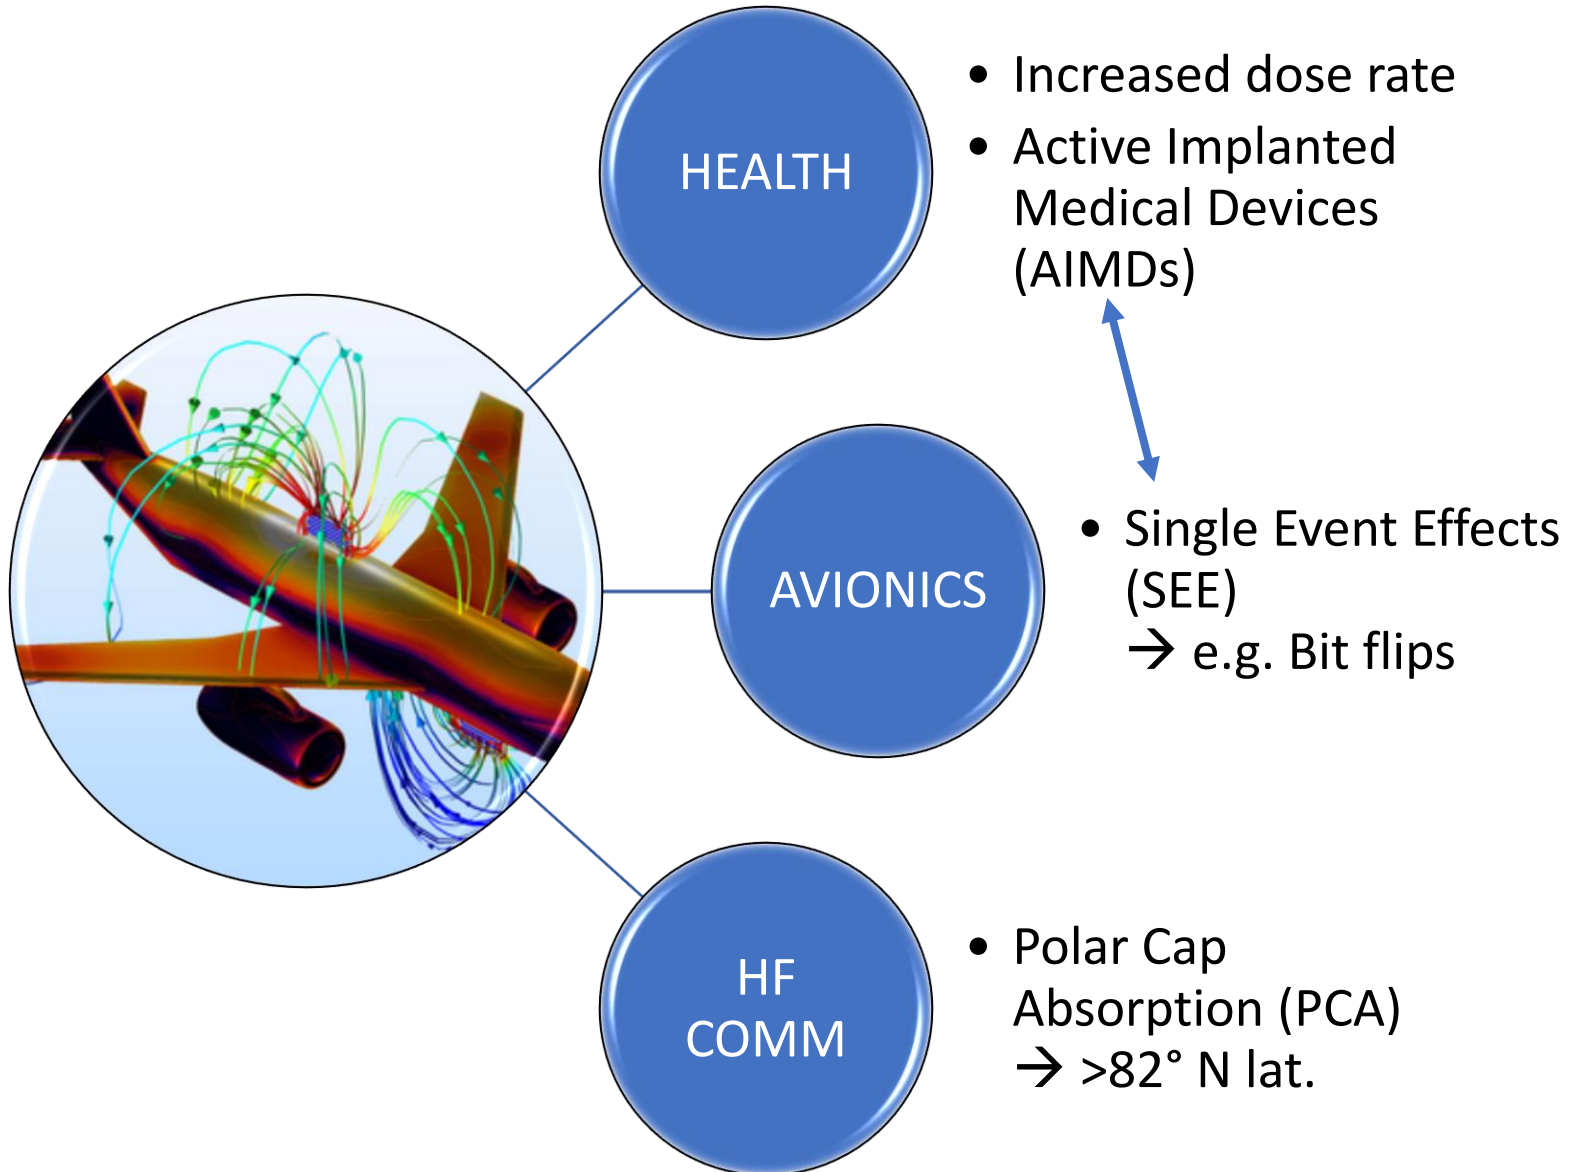 HEALTH
• Increased dose rate
• Active Implanted
Medical Devices
(AIMDs)
AVIONICS
• Single Event Effects
(SEE)
→ e.g. Bit flips
HF
COMM
• Polar Cap
Absorption (PCA)
→ >82° N lat.